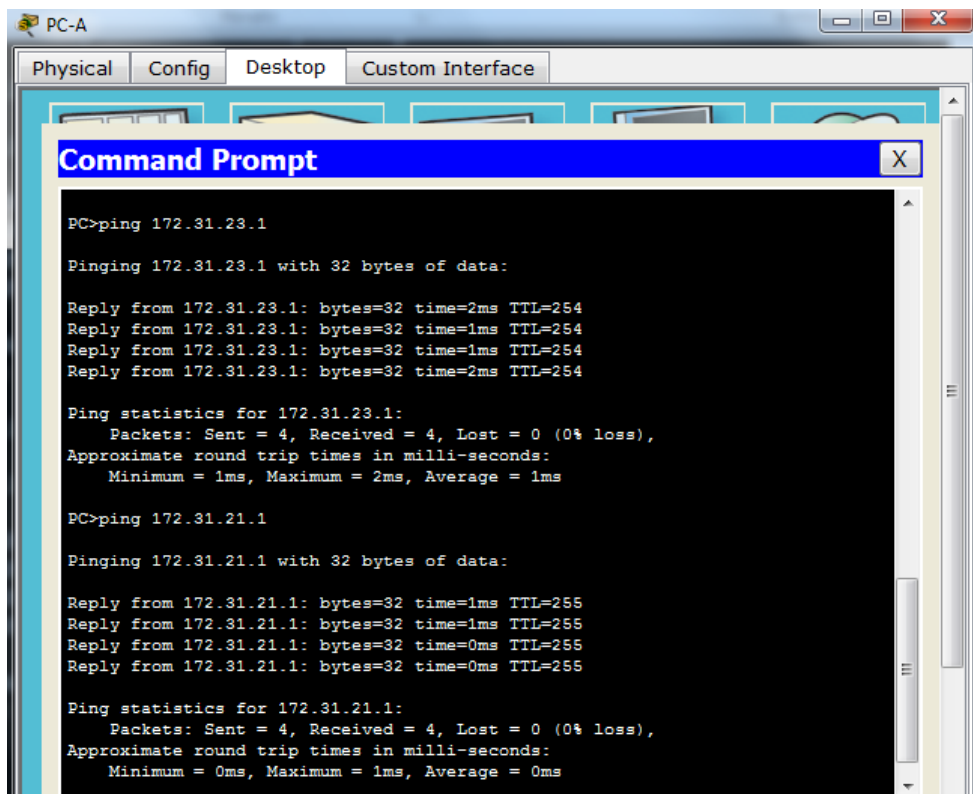 PC-A
Physical Config Desktop Custom Interface
Command Prompt
X
PC>ping 172.31.23.1
Pinging 172.31.23.1 with 32 bytes of data:
Reply from 172.31.23.1: bytes=32 time=2ms TTL=254
Reply from 172.31.23.1: bytes=32 time=1ms TTL=254
Reply from 172.31.23.1: bytes=32 time=1ms TTL=254
Reply from 172.31.23.1: bytes=32 time=2ms TTL=254
Ping statistics for 172.31.23.1:
Packets: Sent = 4, Received = 4, Lost = 0 (0% loss),
Approximate round trip times in milli-seconds:
Minimum = 1ms, Maximum = 2ms, Average = 1ms
PC>ping 172.31.21.1
Pinging 172.31.21.1 with 32 bytes of data:
Reply from 172.31.21.1: bytes=32 time=1ms TTL=255
Reply from 172.31.21.1: bytes=32 time=1ms TTL=255
Reply from 172.31.21.1: bytes=32 time=0ms TTL=255
Reply from 172.31.21.1: bytes=32 time=0ms TTL=255
Ping statistics for 172.31.21.1:
Packets: Sent = 4, Received = 4, Lost = 0 (0% loss),
Approximate round trip times in milli-seconds:
Minimum = 0ms, Maximum = 1ms, Average = 0ms